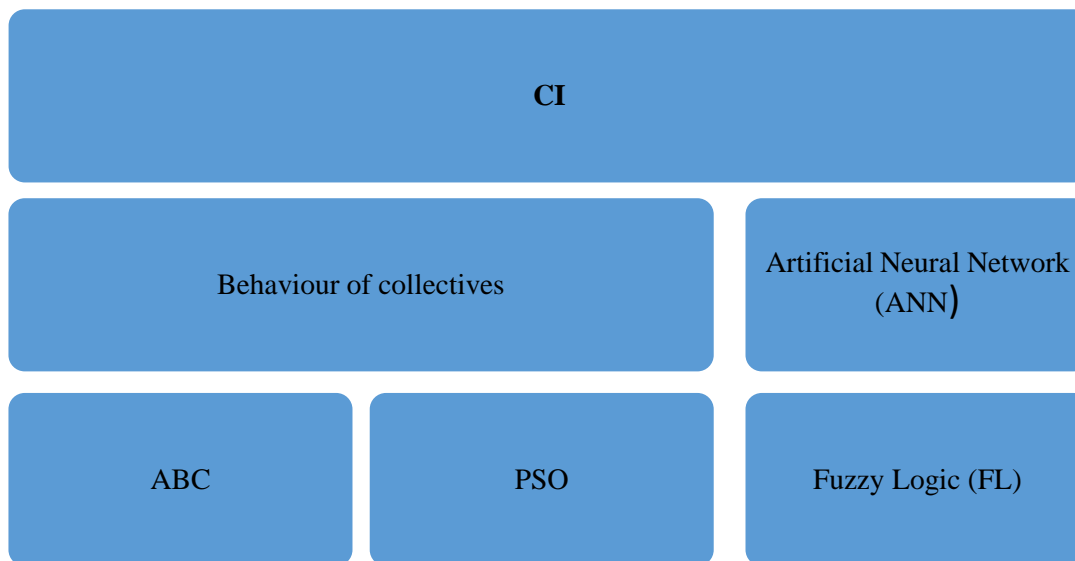 CI
Behaviour of collectives
Artificial Neural Network
(ANN)
ABC
PSO
Fuzzy Logic (FL)